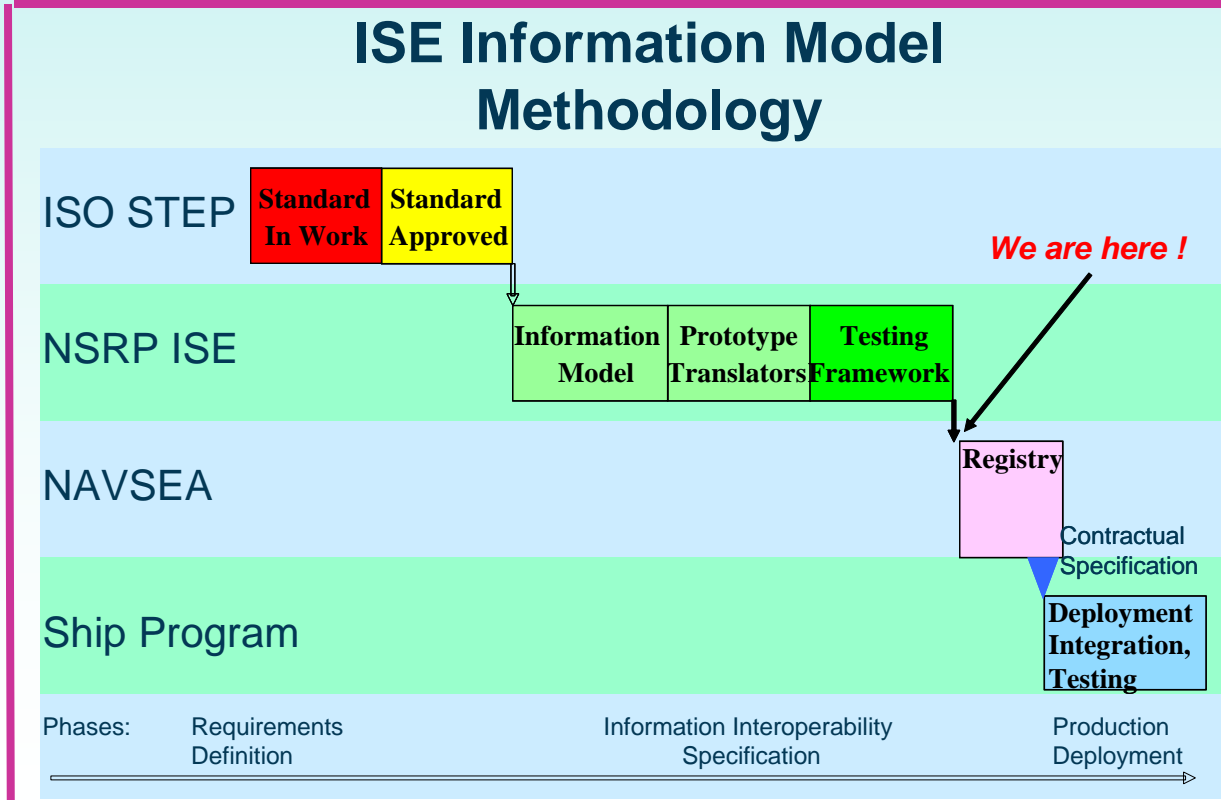 ISE Information Model
Methodology
ISO STEP
Standard
In Work
Standard
Approved
We are here !
NSRP ISE
Information
Model
Prototype
Translators
Testing
Framework
NAVSEA
Registry
Contractual
Specification
Ship Program
Deployment
Integration,
Testing
Phases:
Requirements
Definition
Information Interoperability
Specification
Production
Deployment